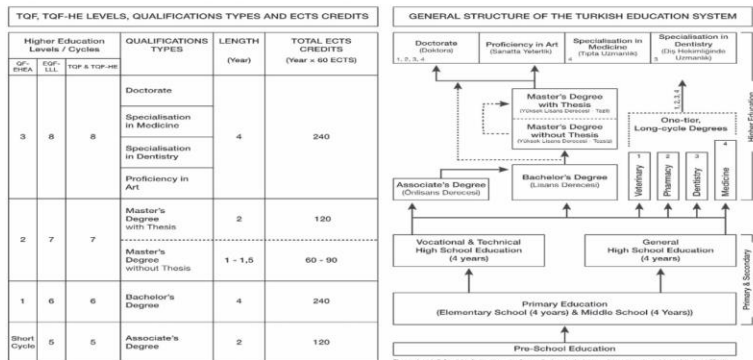 TQF, TQF-HE LEVELS, QUALIFICATIONS TYPES AND ECTS CREDITS
Higher Education
Levels / Cycles
QUALIFICATIONS
TYPES
LENGTH
(Year)
TOTAL ECTS
CREDITS
(Year × 60 ECTS)
QF-
EHEA
EQF-
LLL
TQF & TQF-HE
3
8
8
Doctorate
Specialisation
in Medicine
Specialisation
in Dentistry
Proficiency in
Art
4
240
2
7
7
Master's
Degree
with Thesis
2
120
Master's
Degree
without Thesis
1 - 1,5
60 - 90
1
6
6
Bachelor's
Degree
4
240
Short
Cycle
5
5
Associate's
Degree
2
120
GENERAL STRUCTURE OF THE TURKISH EDUCATION SYSTEM
Doctorate
(Doktora)
1, 2, 3, 4
Proficiency in Art
(Sanatta Yeterlik)
Specialisation in
Medicine
(Tıpta Uzmanlık)
4
Specialisation in
Dentistry
(Diş Hekimliğinde
Uzmanlık)
3
1, 2, 3, 4
Master's Degree
with Thesis
(Yüksek Lisans Derecesi - Tezli)
Master's Degree
without Thesis
(Yüksek Lisans Derecesi - Tezsiz)
One-tier,
Long-cycle Degrees
Associate's Degree
(Önlisans Derecesi)
Bachelor's Degree
(Lisans Derecesi)
1
Veterinary
2
Pharmacy
3
Dentistry
4
Medicine
Higher Education
Vocational & Technical
High School Education
(4 years)
General
High School Education
(4 years)
Primary Education
(Elementary School (4 years) & Middle School (4 Years))
Primary & Secondary
Pre-School Education